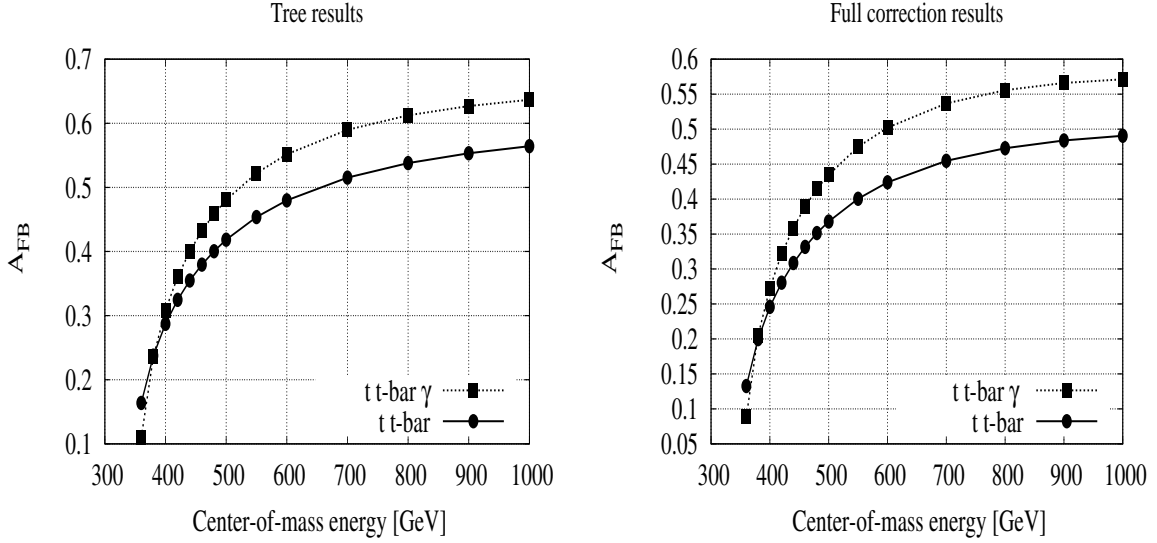 Tree results
0.7
0.6
0.5
0.4
0.3
0.2
0.1
A_FB
t t-bar γ
t t-bar
300 400 500 600 700 800 900 1000
Center-of-mass energy [GeV]
Full correction results
0.6
0.55
0.5
0.45
0.4
0.35
0.3
0.25
0.2
0.15
0.1
0.05
A_FB
t t-bar γ
t t-bar
300 400 500 600 700 800 900 1000
Center-of-mass energy [GeV]